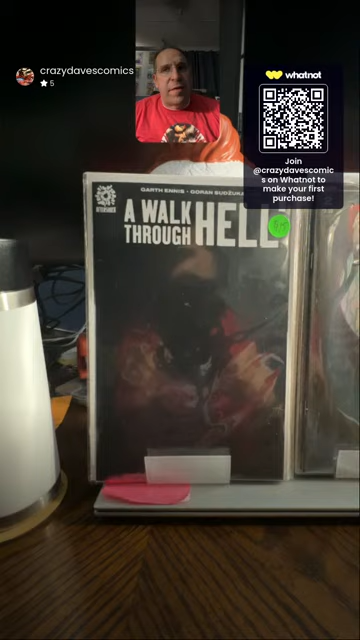 crazydavescomics
★ 5
whatnot
Join
@crazydavescomic
s on Whatnot to
make your first
purchase!
AFTERSHOCK
GARTH ENNIS • GORAN SUDŽUKA
A WALK
THROUGH HELL